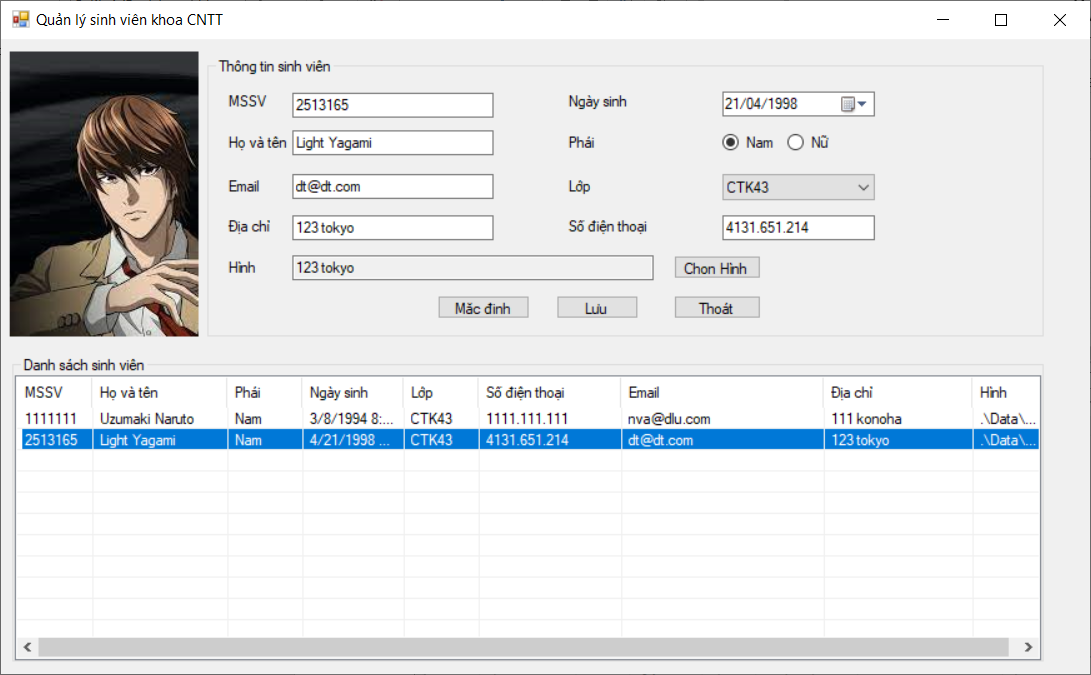 Quản lý sinh viên khoa CNTT
Thông tin sinh viên
MSSV 2513165 Ngày sinh 21/04/1998
Họ và tên Light Yagami Phái Nam Nữ
Email dt@dt.com Lớp CTK43
Địa chỉ 123 tokyo Số điện thoại 4131.651.214
Hình 123 tokyo Chọn Hình
Mặc định Lưu Thoát
Danh sách sinh viên
MSSV Họ và tên Phái Ngày sinh Lớp Số điện thoại Email Địa chỉ Hình
1111111 Uzumaki Naruto Nam 3/8/1994 8:... CTK43 1111.111.111 nva@dlu.com 111 konoha .\Data\...
2513165 Light Yagami Nam 4/21/1998 ... CTK43 4131.651.214 dt@dt.com 123 tokyo .\Data\...